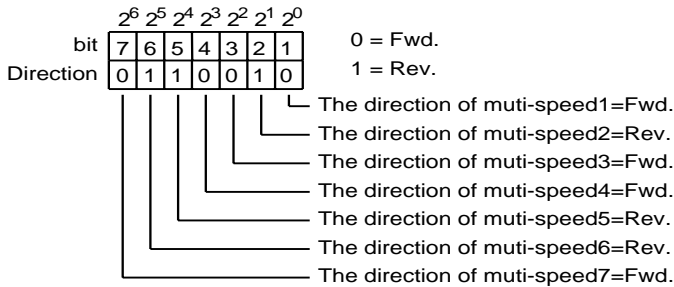 2⁶ 2⁵ 2⁴ 2³ 2² 2¹ 2⁰
bit 7 6 5 4 3 2 1 0 = Fwd.
Direction 0 1 1 0 0 1 0 1 = Rev.
The direction of muti-speed1=Fwd.
The direction of muti-speed2=Rev.
The direction of muti-speed3=Fwd.
The direction of muti-speed4=Fwd.
The direction of muti-speed5=Rev.
The direction of muti-speed6=Rev.
The direction of muti-speed7=Fwd.